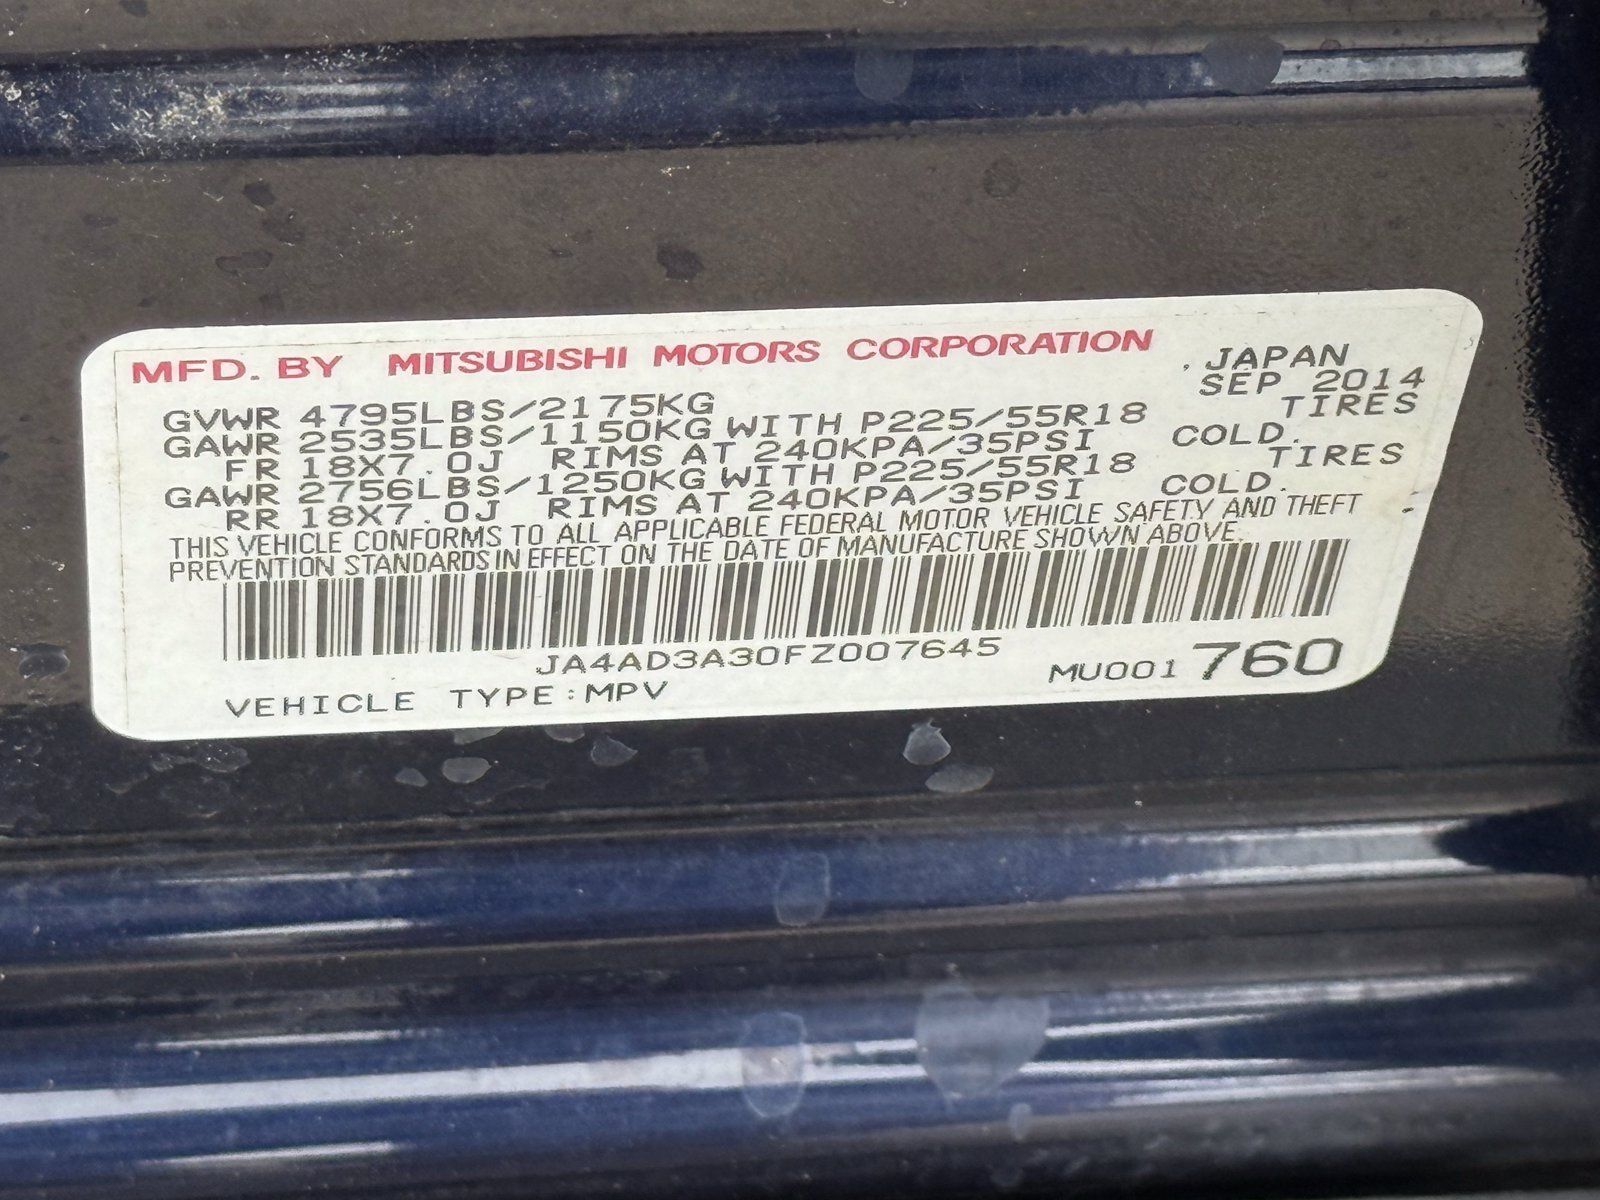 MFD. BY MITSUBISHI MOTORS CORPORATION
JAPAN
SEP 2014
GVWR 4795LBS/2175KG
GAWR 2535LBS/1150KG WITH P225/55R18 TIRES
FR 18X7.0J RIMS AT 240KPA/35PSI COLD.
GAWR 2756LBS/1250KG WITH P225/55R18 TIRES
RR 18X7.0J RIMS AT 240KPA/35PSI COLD.
THIS VEHICLE CONFORMS TO ALL APPLICABLE FEDERAL MOTOR VEHICLE SAFETY AND THEFT
PREVENTION STANDARDS IN EFFECT ON THE DATE OF MANUFACTURE SHOWN ABOVE.
JA4AD3A30FZ007645
VEHICLE TYPE:MPV MU001 760